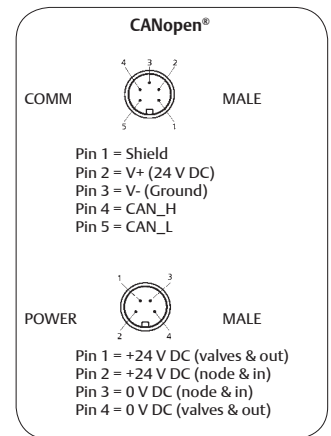 CANopen®
4 3 2
COMM MALE
5 1
Pin 1 = Shield
Pin 2 = V+ (24 V DC)
Pin 3 = V- (Ground)
Pin 4 = CAN_H
Pin 5 = CAN_L
1 3
POWER MALE
2 4
Pin 1 = +24 V DC (valves & out)
Pin 2 = +24 V DC (node & in)
Pin 3 = 0 V DC (node & in)
Pin 4 = 0 V DC (valves & out)